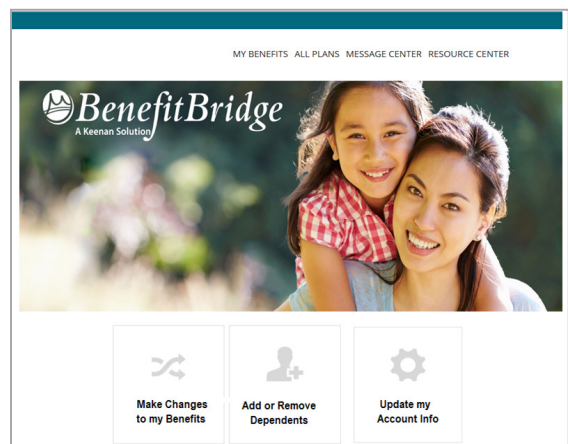 MY BENEFITS ALL PLANS MESSAGE CENTER RESOURCE CENTER
BenefitBridge
A Keenan Solution
Make Changes
to my Benefits
Add or Remove
Dependents
Update my
Account Info